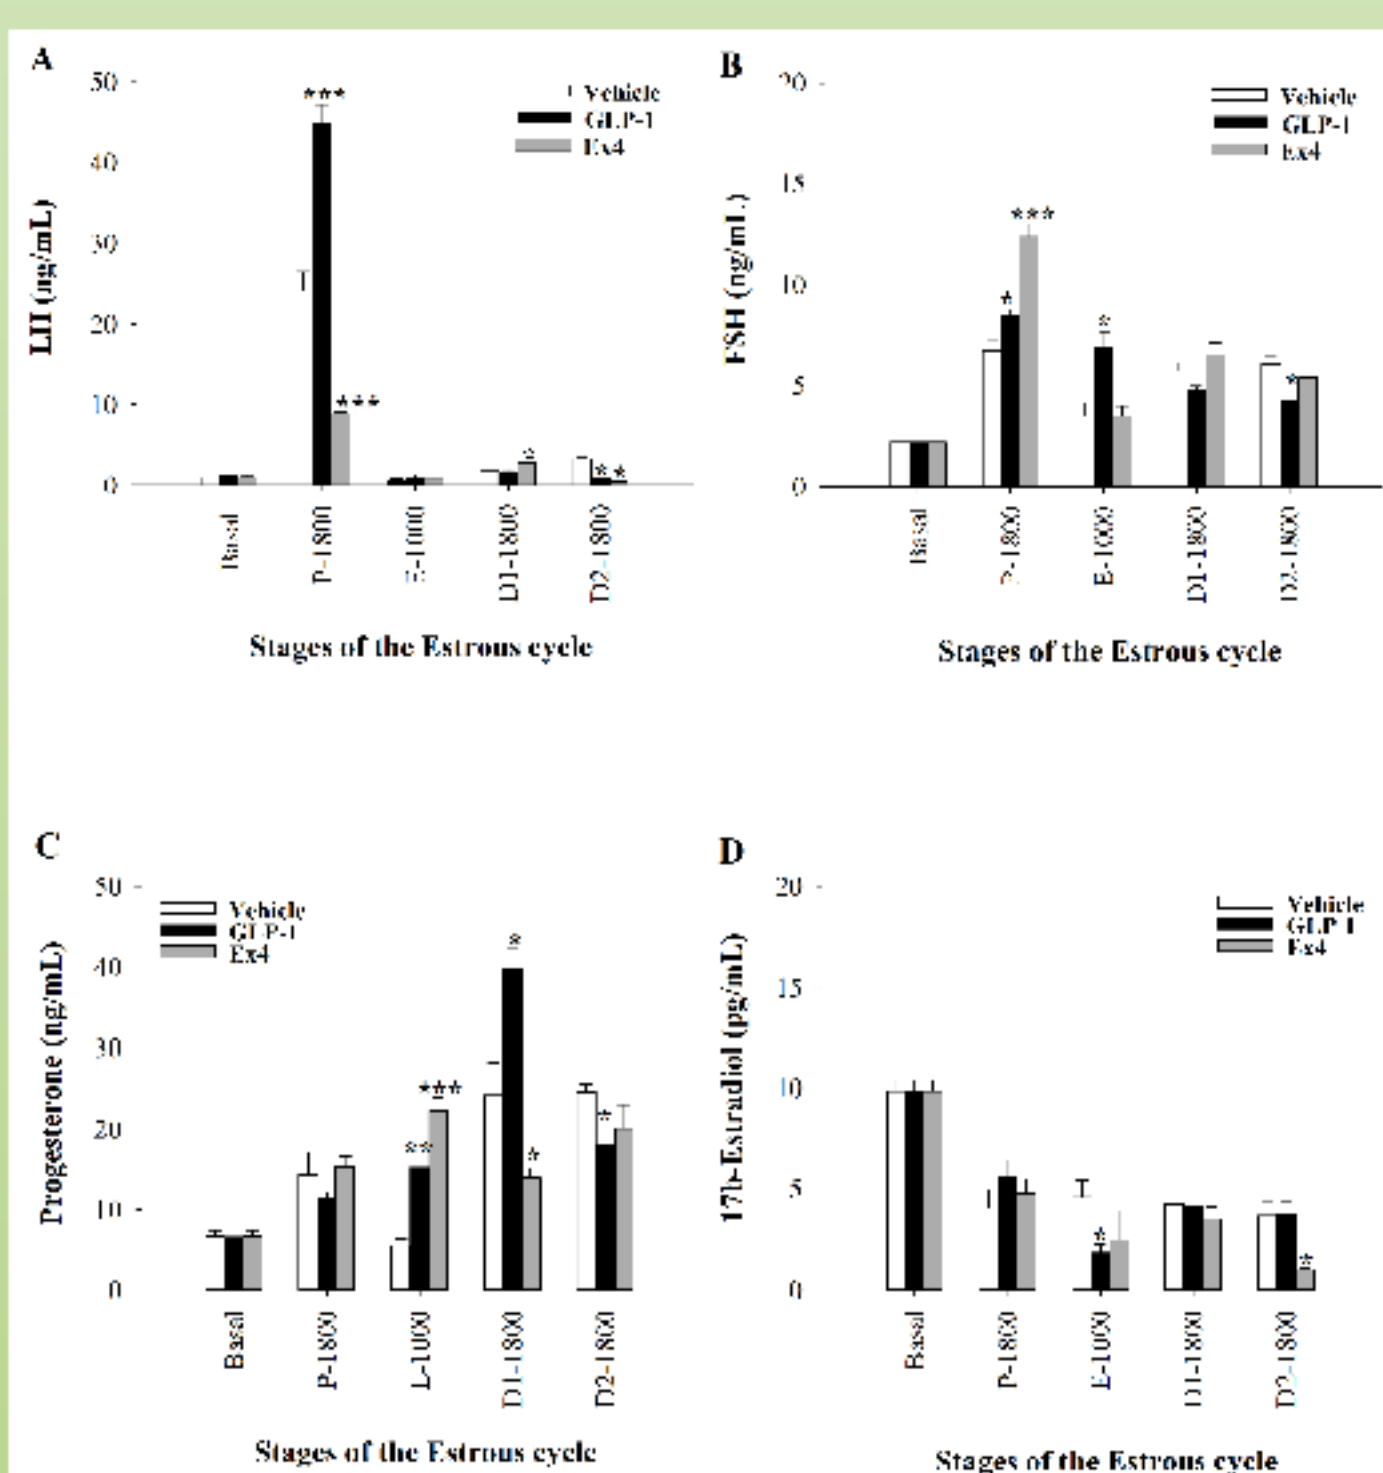 A
50
***
Vehicle
GLP-1
Ex4
40
30
20
10
0
***
*
* *
LH (ng/mL)
Basal
P-1800
E-1000
D1-1800
D2-1800
Stages of the Estrous cycle
B
20
Vehicle
GLP-1
Ex4
15
10
5
0
***
*
*
*
FSH (ng/mL)
Basal
P-1800
E-1000
D1-1800
D2-1800
Stages of the Estrous cycle
C
50
Vehicle
GLP-1
Ex4
40
30
20
10
0
*
***
**
*
*
Progesterone (ng/mL)
Basal
P-1800
E-1000
D1-1800
D2-1800
Stages of the Estrous cycle
D
20
Vehicle
GLP-1
Ex4
15
10
5
0
*
*
17b-Estradiol (pg/mL)
Basal
P-1800
E-1000
D1-1800
D2-1800
Stages of the Estrous cycle